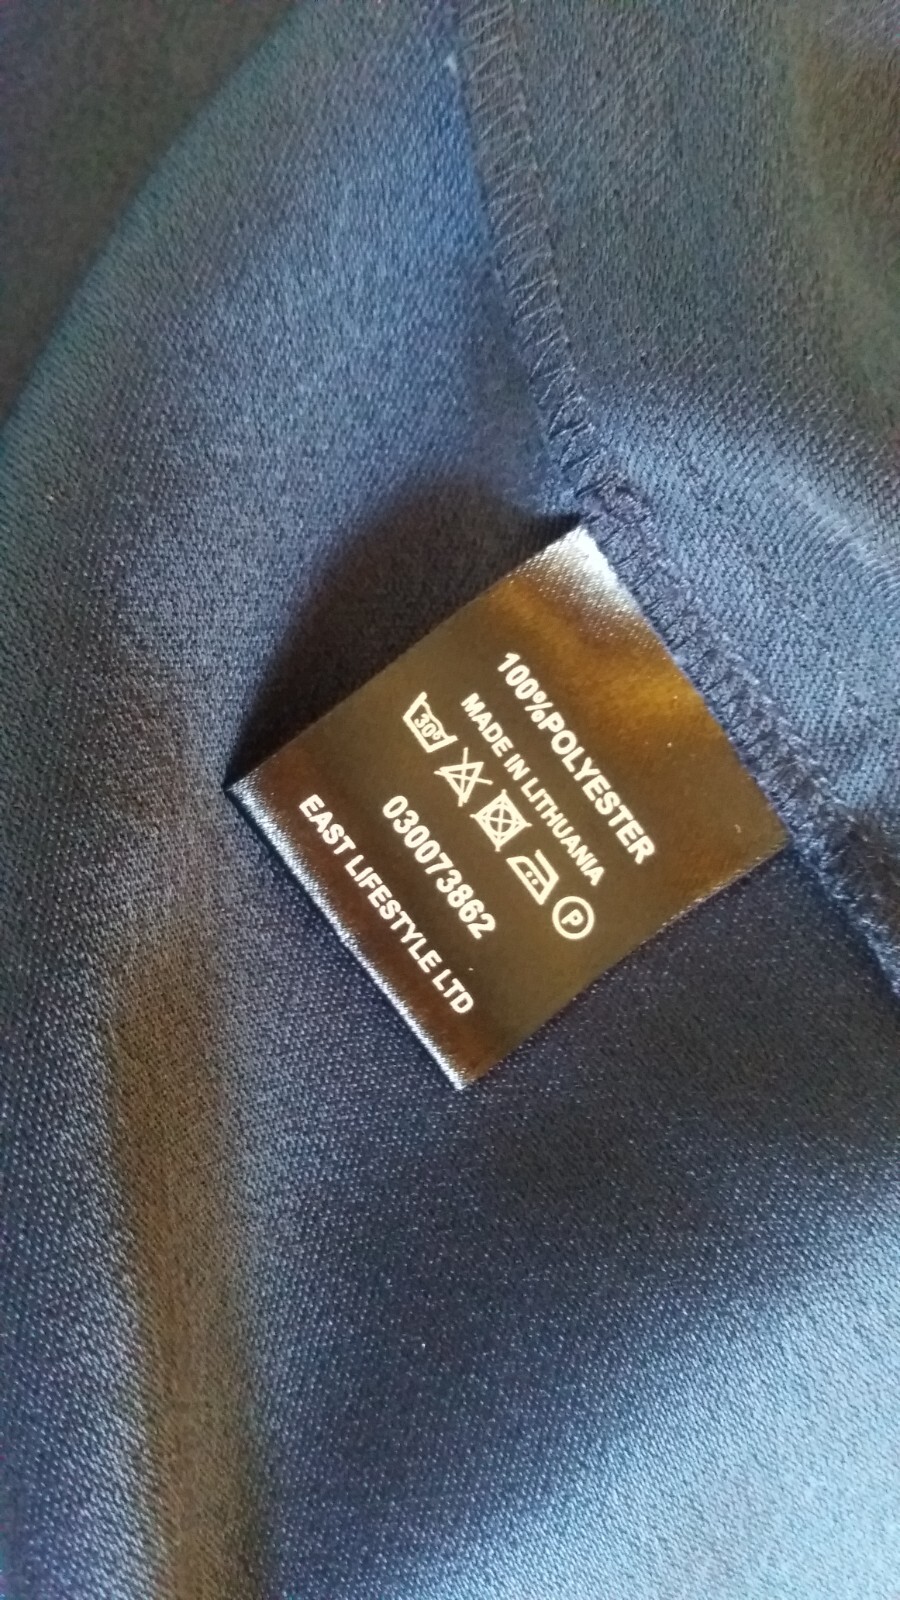 100%POLYESTER
MADE IN LITHUANIA
30° P
030073862
EAST LIFESTYLE LTD